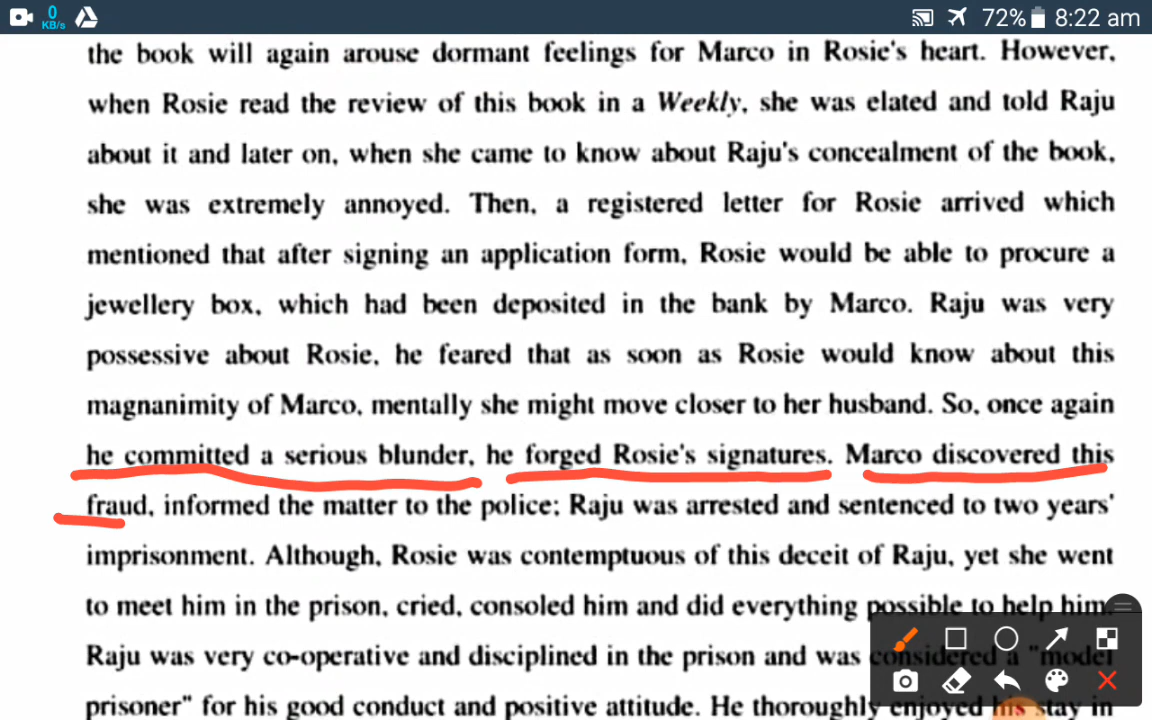 0 KB/s 72% 8:22 am
the book will again arouse dormant feelings for Marco in Rosie's heart. However,
when Rosie read the review of this book in a Weekly, she was elated and told Raju
about it and later on, when she came to know about Raju's concealment of the book,
she was extremely annoyed. Then, a registered letter for Rosie arrived which
mentioned that after signing an application form, Rosie would be able to procure a
jewellery box, which had been deposited in the bank by Marco. Raju was very
possessive about Rosie, he feared that as soon as Rosie would know about this
magnanimity of Marco, mentally she might move closer to her husband. So, once again
he committed a serious blunder, he forged Rosie's signatures. Marco discovered this
fraud, informed the matter to the police; Raju was arrested and sentenced to two years'
imprisonment. Although, Rosie was contemptuous of this deceit of Raju, yet she went
to meet him in the prison, cried, consoled him and did everything possible to help him.
Raju was very co-operative and disciplined in the prison and was considered a "model
prisoner" for his good conduct and positive attitude. He thoroughly enjoyed his stay in